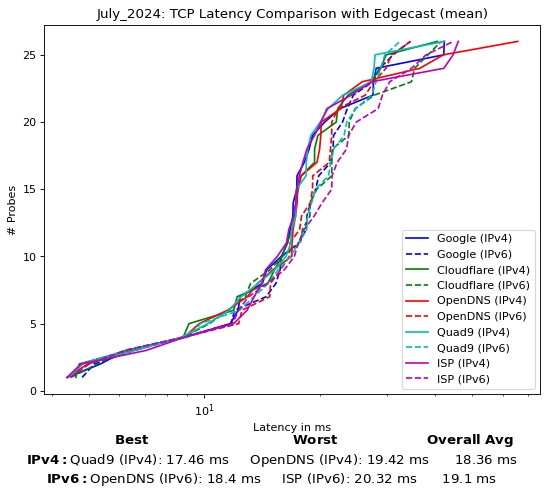 July_2024: TCP Latency Comparison with Edgecast (mean)
# Probes
25
20
15
10
5
0
Google (IPv4)
Google (IPv6)
Cloudflare (IPv4)
Cloudflare (IPv6)
OpenDNS (IPv4)
OpenDNS (IPv6)
Quad9 (IPv4)
Quad9 (IPv6)
ISP (IPv4)
ISP (IPv6)
10¹
Latency in ms
Best Worst Overall Avg
IPv4: Quad9 (IPv4): 17.46 ms OpenDNS (IPv4): 19.42 ms 18.36 ms
IPv6: OpenDNS (IPv6): 18.4 ms ISP (IPv6): 20.32 ms 19.1 ms